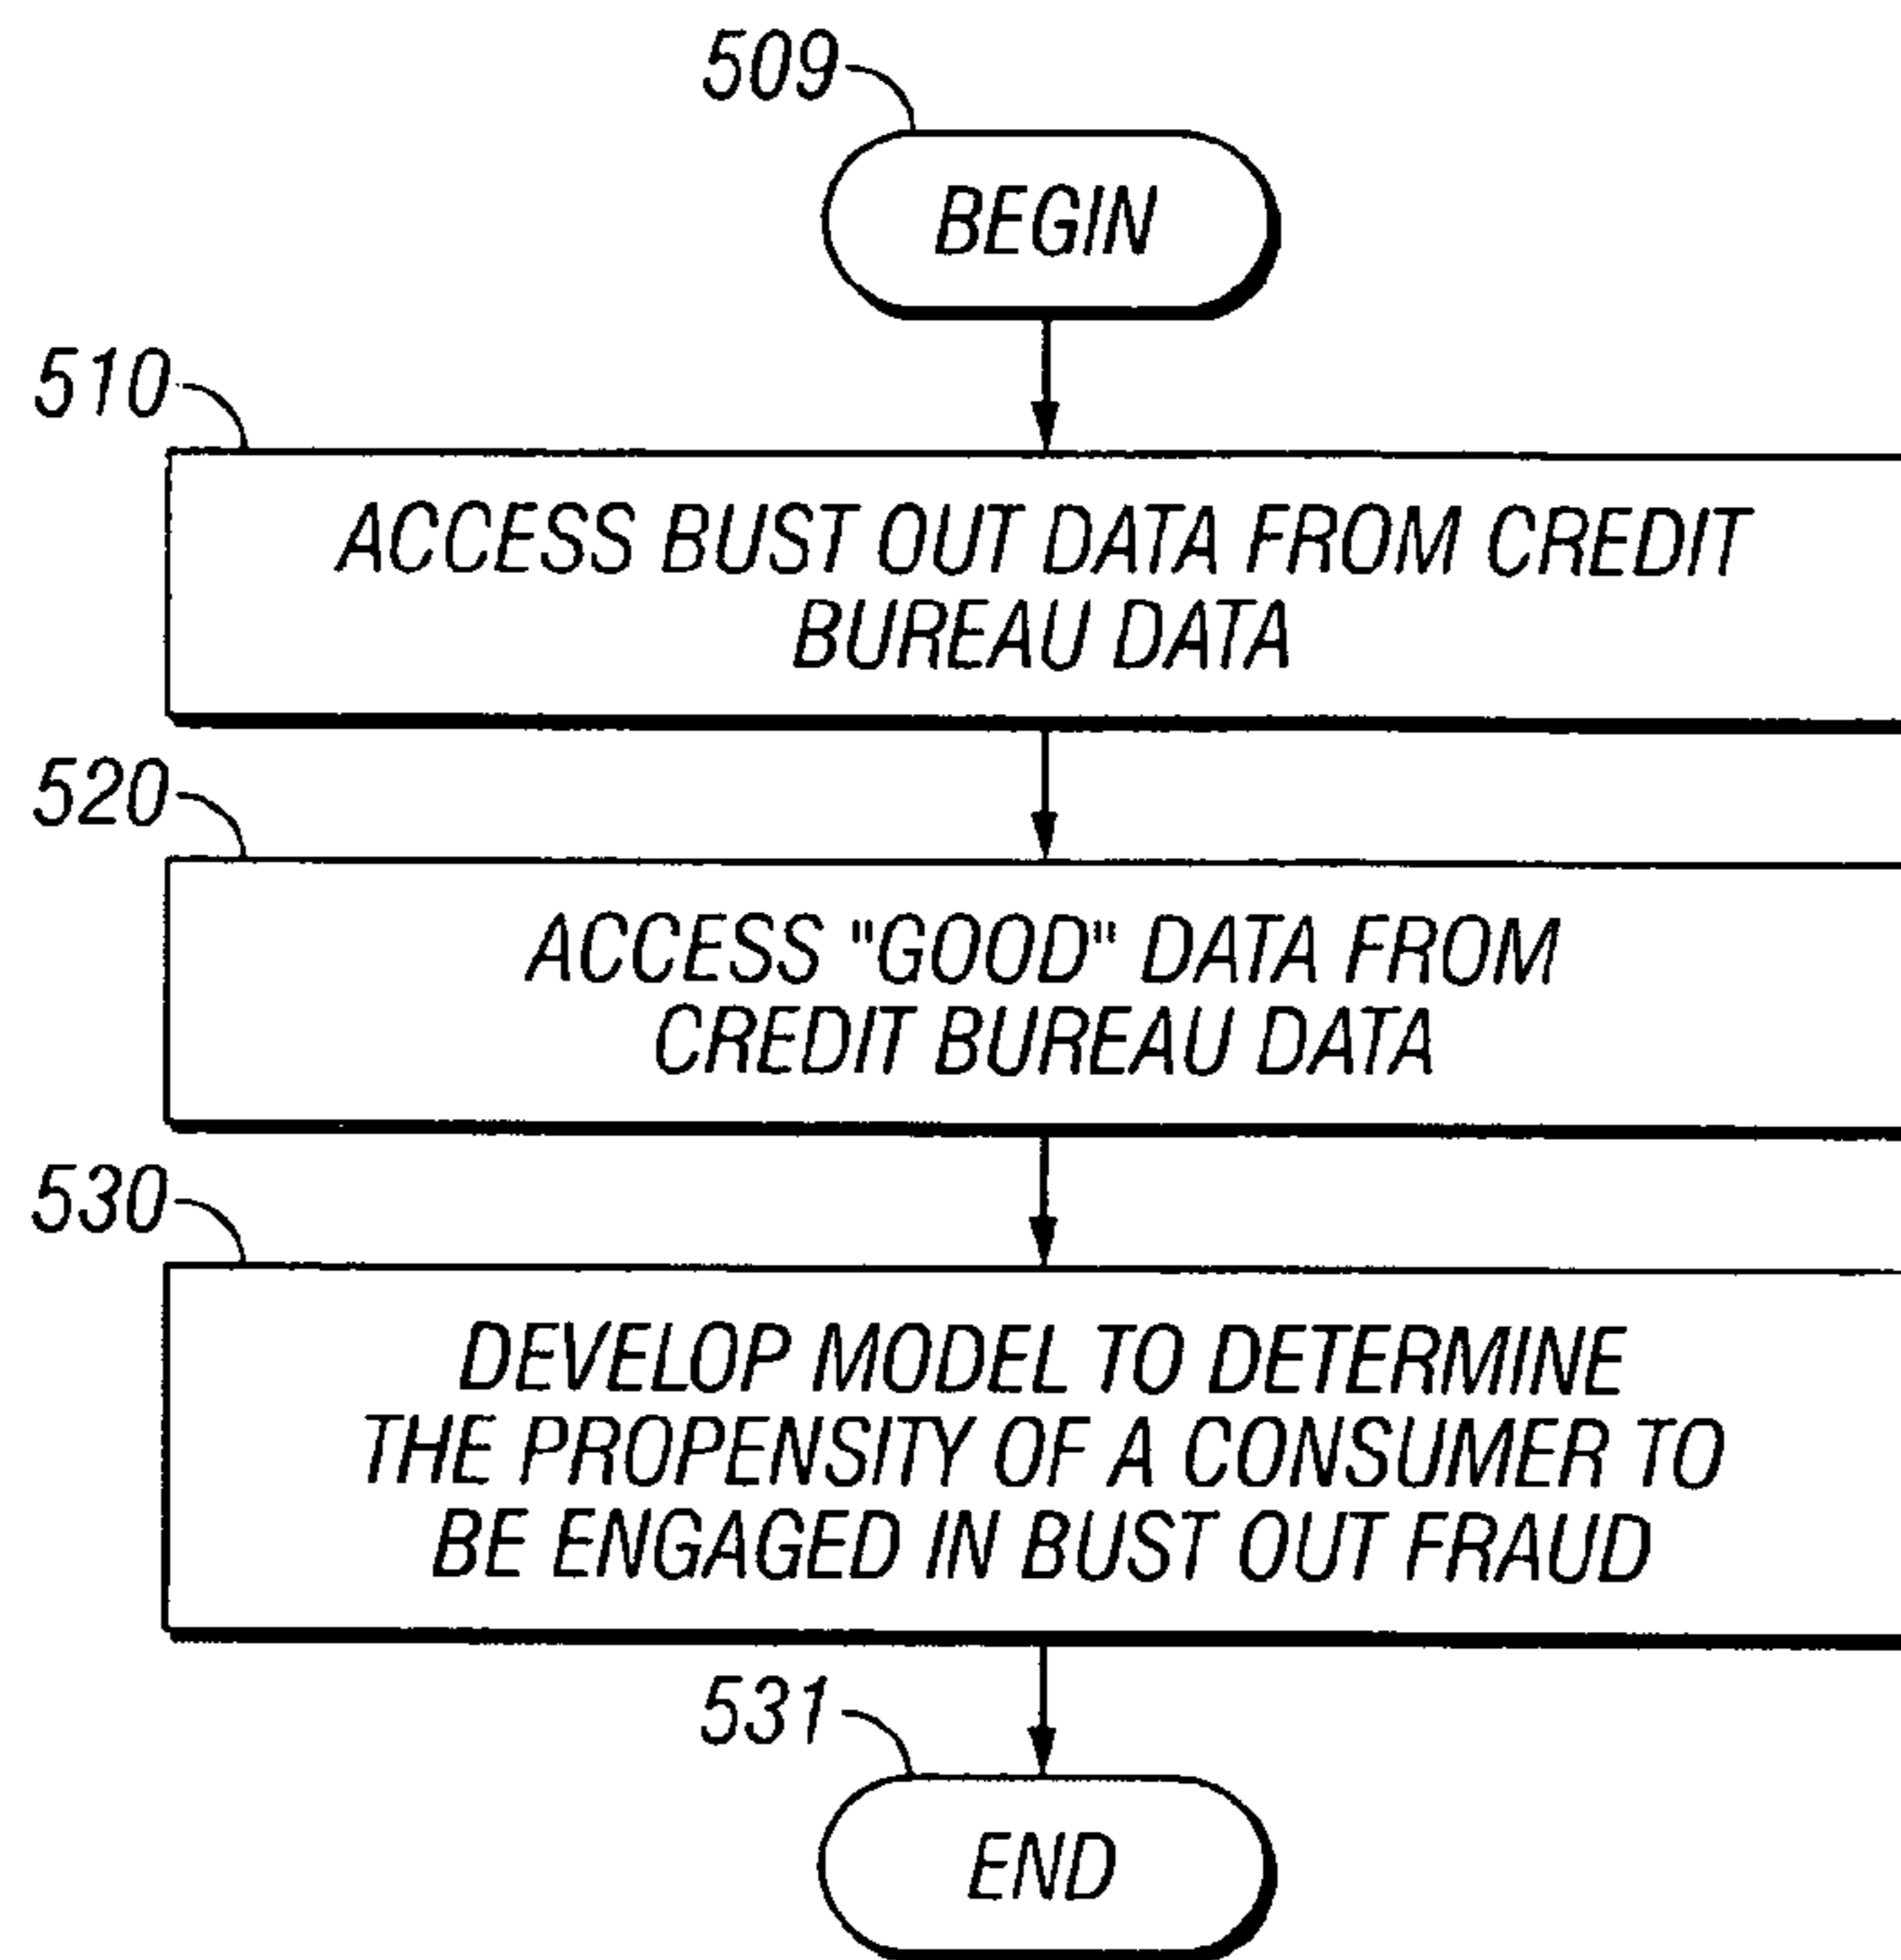 509
BEGIN
510
ACCESS BUST OUT DATA FROM CREDIT
BUREAU DATA
520
ACCESS "GOOD" DATA FROM
CREDIT BUREAU DATA
530
DEVELOP MODEL TO DETERMINE
THE PROPENSITY OF A CONSUMER TO
BE ENGAGED IN BUST OUT FRAUD
531
END